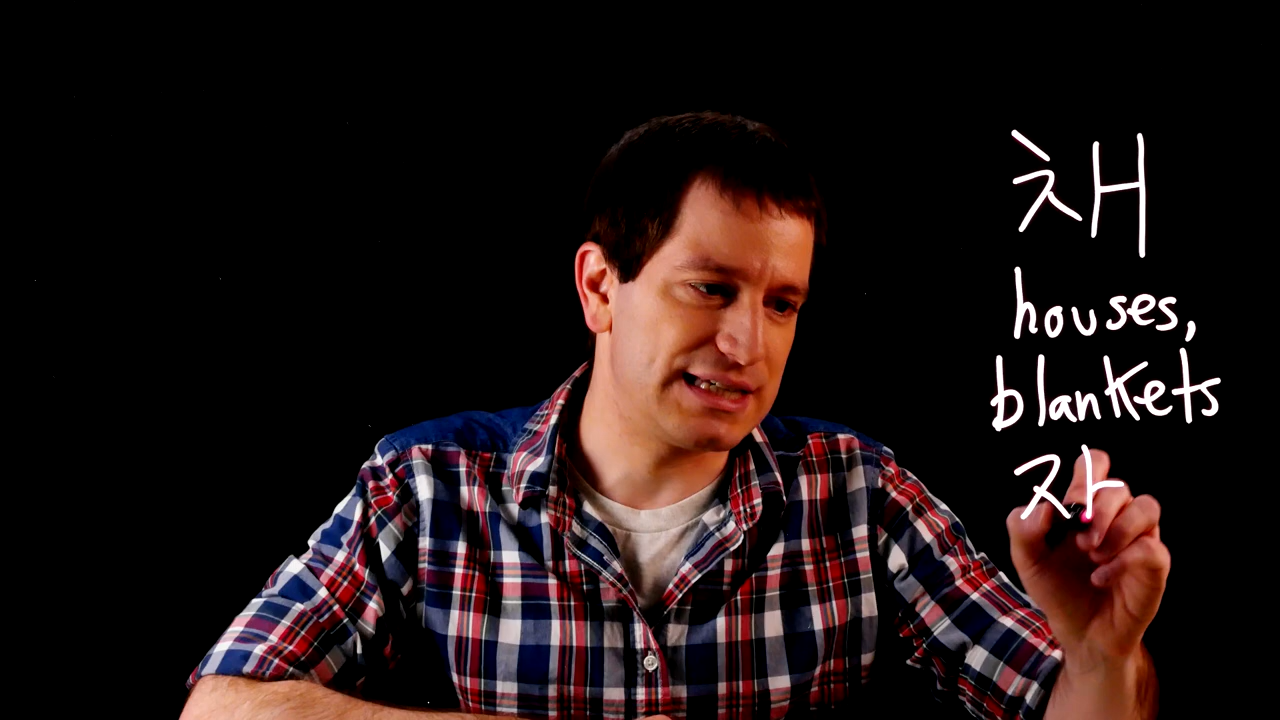 채
houses,
blankets
자